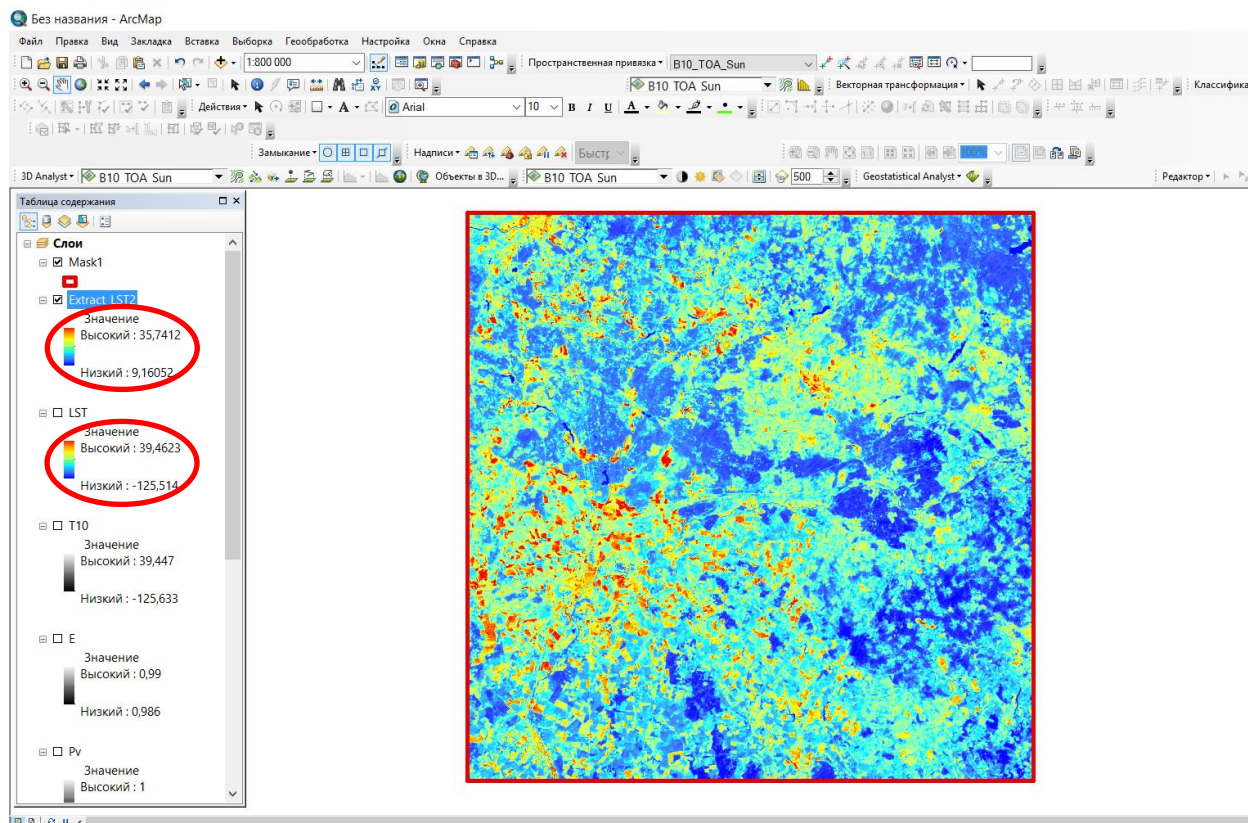 Без названия - ArcMap
Файл Правка Вид Закладка Вставка Выборка Геообработка Настройка Окна Справка
1:800 000 Пространственная привязка B10_TOA_Sun
B10 TOA Sun Векторная трансформация Классифика
Действия A Arial 10 B I U A
100%
Замыкание Надписи Быстр
3D Analyst B10 TOA Sun Объекты в 3D... B10 TOA Sun 500 Geostatistical Analyst Редактор
Таблица содержания
Слои
Mask1
Extract_LST2
Значение
Высокий : 35,7412
Низкий : 9,16052
LST
Значение
Высокий : 39,4623
Низкий : -125,514
T10
Значение
Высокий : 39,447
Низкий : -125,633
E
Значение
Высокий : 0,99
Низкий : 0,986
Pv
Значение
Высокий : 1